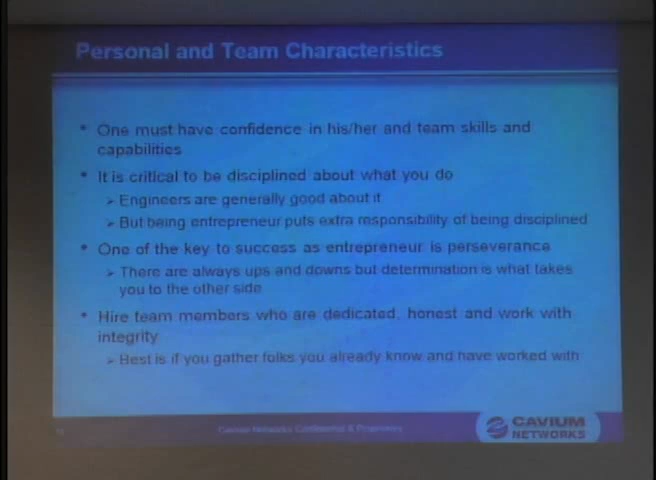 Personal and Team Characteristics
• One must have confidence in his/her and team skills and
capabilities
• It is critical to be disciplined about what you do
➢ Engineers are generally good about it
➢ But being entrepreneur puts extra responsibility of being disciplined
• One of the key to success as entrepreneur is perseverance
➢ There are always ups and downs but determination is what takes
you to the other side
• Hire team members who are dedicated, honest and work with
integrity
➢ Best is if you gather folks you already know and have worked with
Cavium Networks Confidential & Proprietary
CAVIUM
NETWORKS